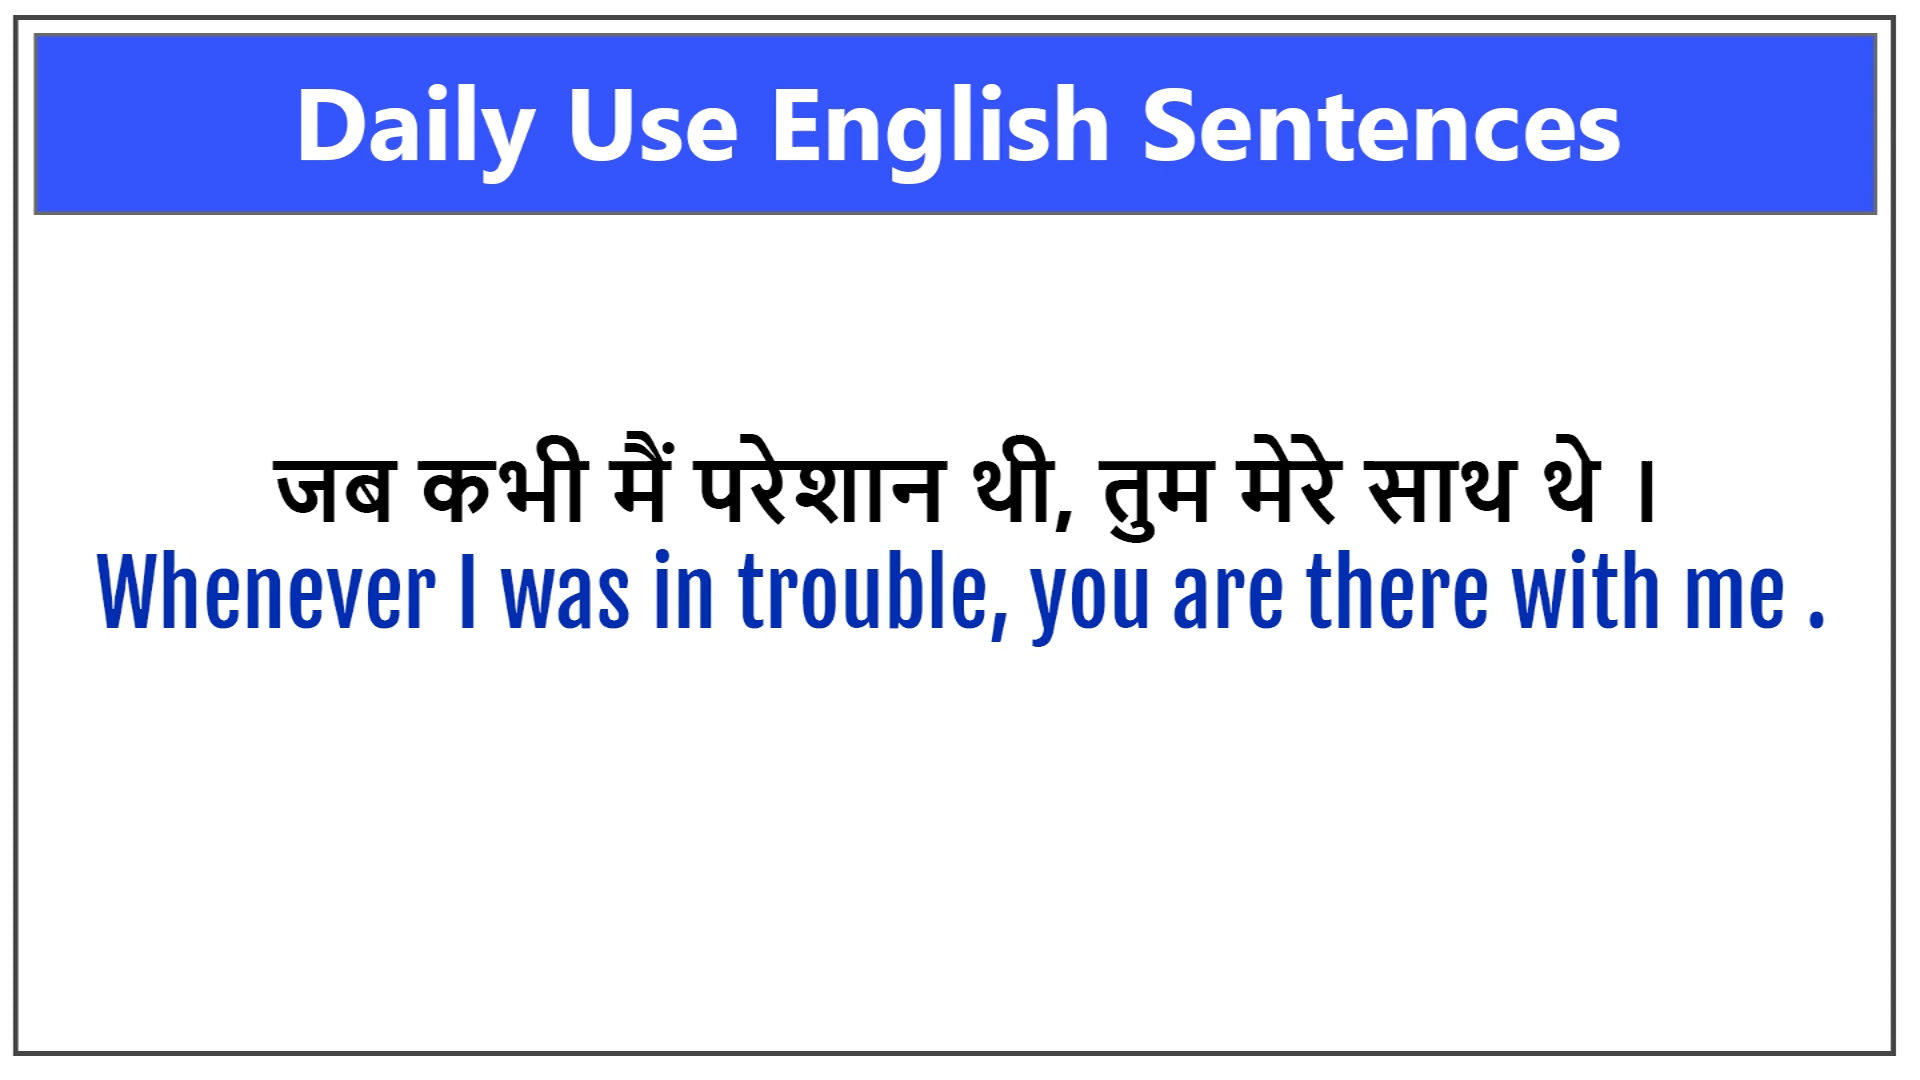 Daily Use English Sentences
जब कभी मैं परेशान थी, तुम मेरे साथ थे ।
Whenever I was in trouble, you are there with me .